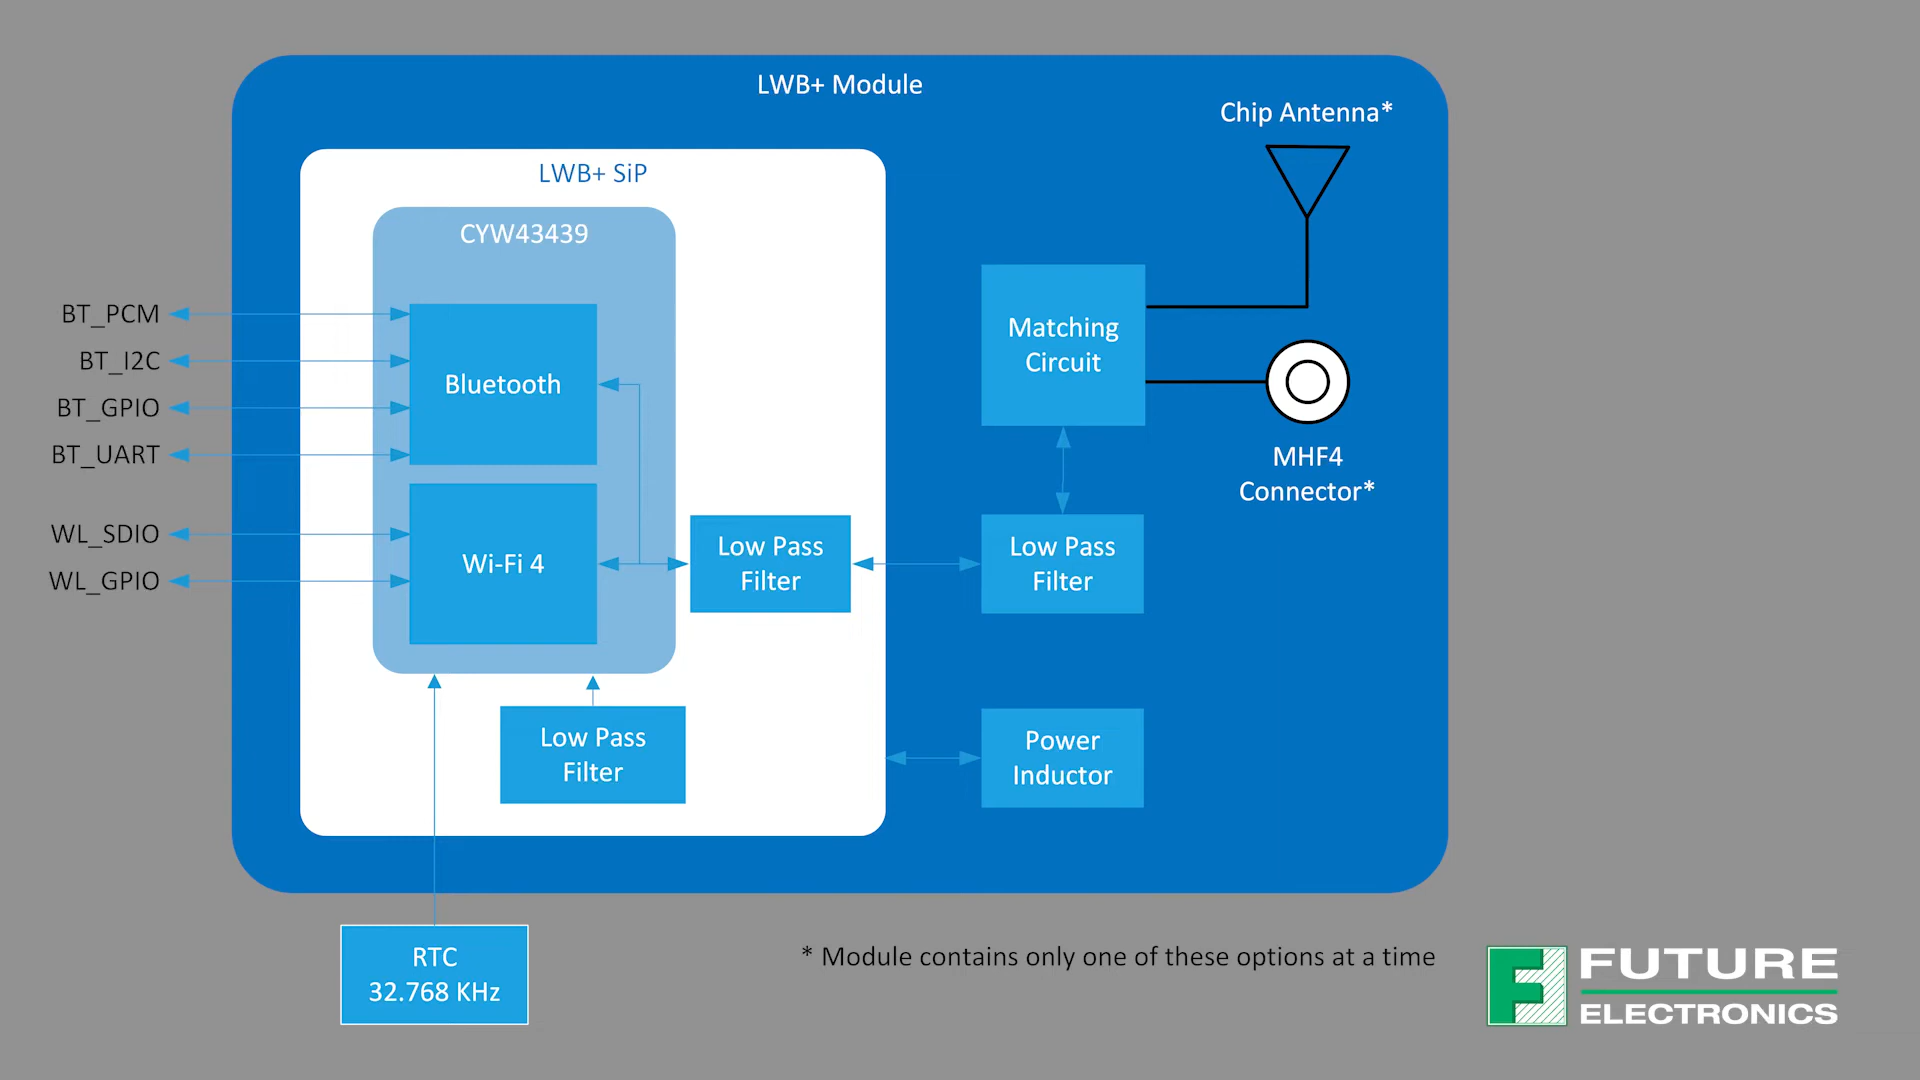 LWB+ Module
Chip Antenna*
LWB+ SiP
CYW43439
BT_PCM
BT_I2C
BT_GPIO
BT_UART
Bluetooth
Matching
Circuit
MHF4
Connector*
WL_SDIO
WL_GPIO
Wi-Fi 4
Low Pass
Filter
Low Pass
Filter
Low Pass
Filter
Power
Inductor
RTC
32.768 KHz
* Module contains only one of these options at a time
F
FUTURE
ELECTRONICS